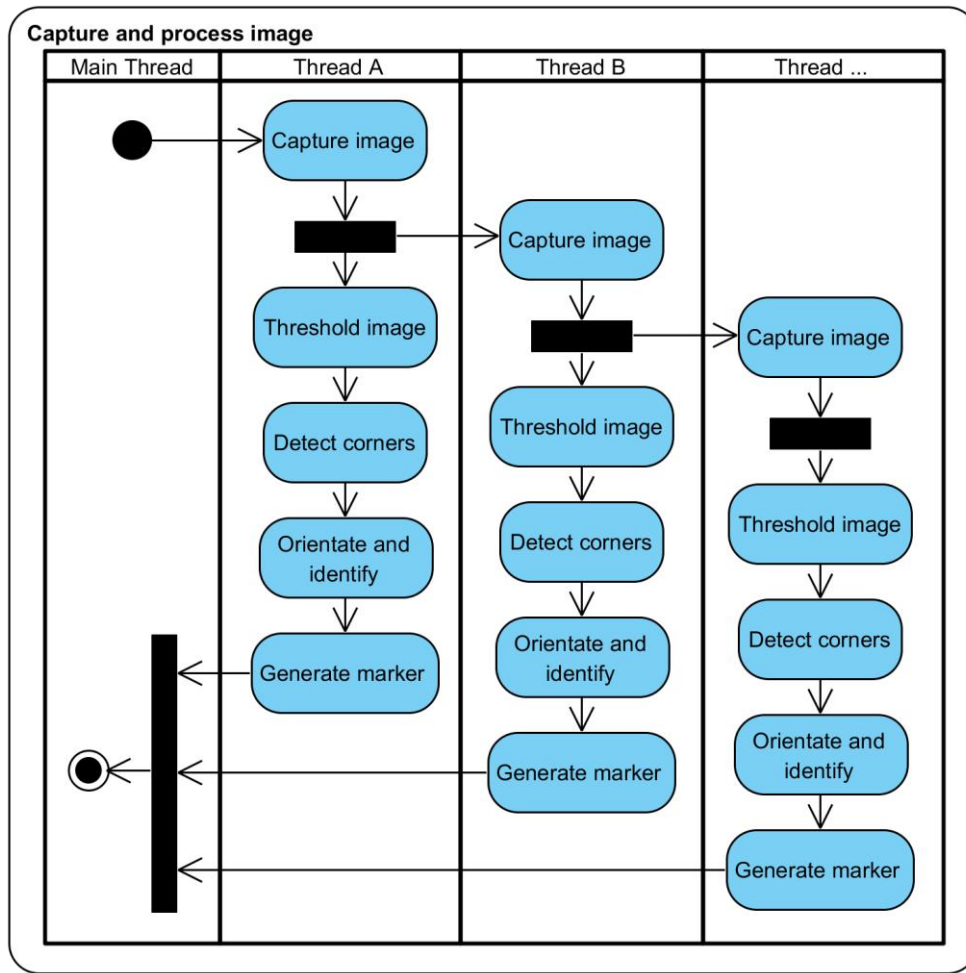 Capture and process image
Main Thread
Thread A
Thread B
Thread ...
Capture image
Threshold image
Detect corners
Orientate and
identify
Generate marker
Capture image
Threshold image
Detect corners
Orientate and
identify
Generate marker
Capture image
Threshold image
Detect corners
Orientate and
identify
Generate marker